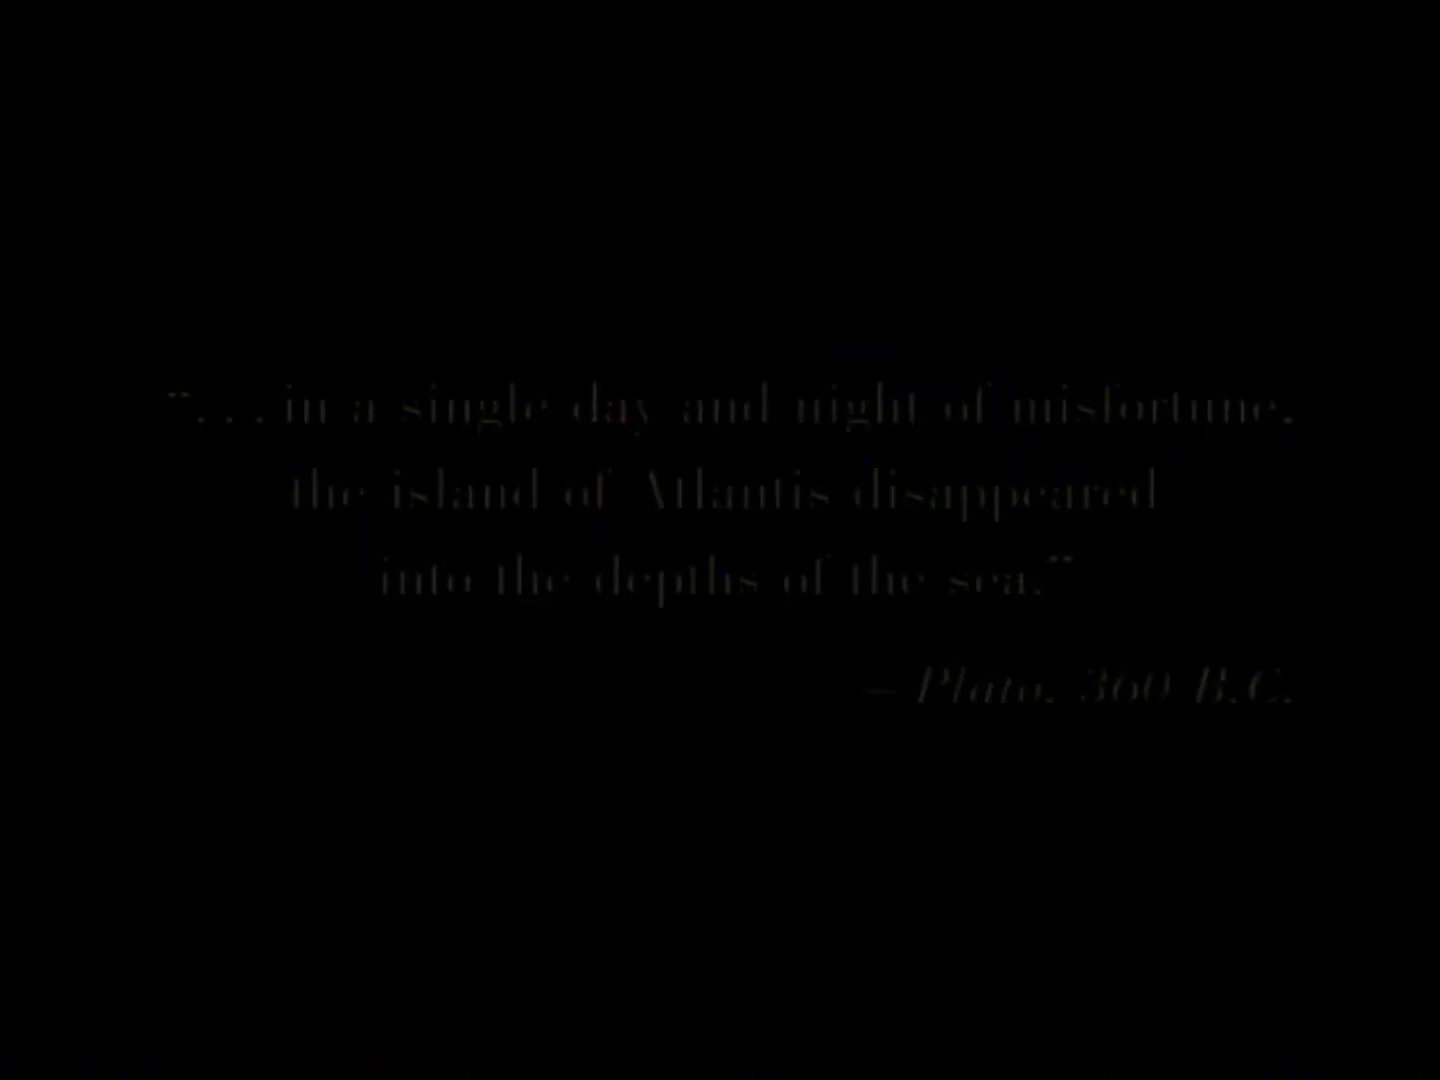 “. . . in a single day and night of misfortune,
the island of Atlantis disappeared
into the depths of the sea.”
— Plato, 360 B.C.